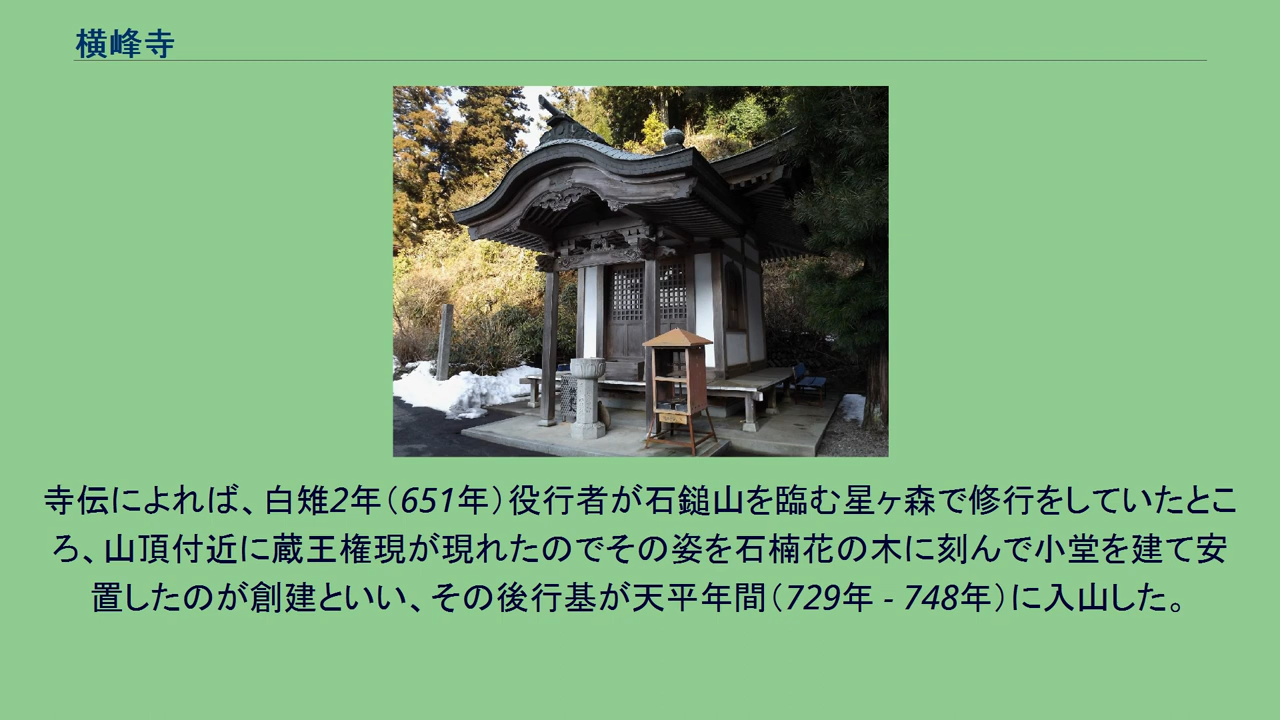 横峰寺
寺伝によれば、白雉2年（651年）役行者が石鎚山を臨む星ヶ森で修行をしていたとこ
ろ、山頂付近に蔵王権現が現れたのでその姿を石楠花の木に刻んで小堂を建て安
置したのが創建といい、その後行基が天平年間（729年 - 748年）に入山した。